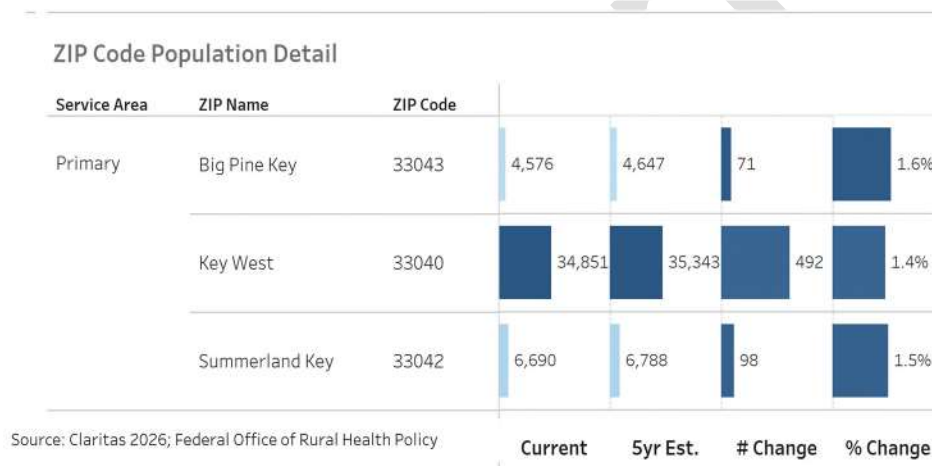 ZIP Code Population Detail
Service Area ZIP Name ZIP Code
Primary Big Pine Key 33043 4,576 4,647 71 1.6%
Key West 33040 34,851 35,343 492 1.4%
Summerland Key 33042 6,690 6,788 98 1.5%
Source: Claritas 2026; Federal Office of Rural Health Policy
Current 5yr Est. # Change % Change